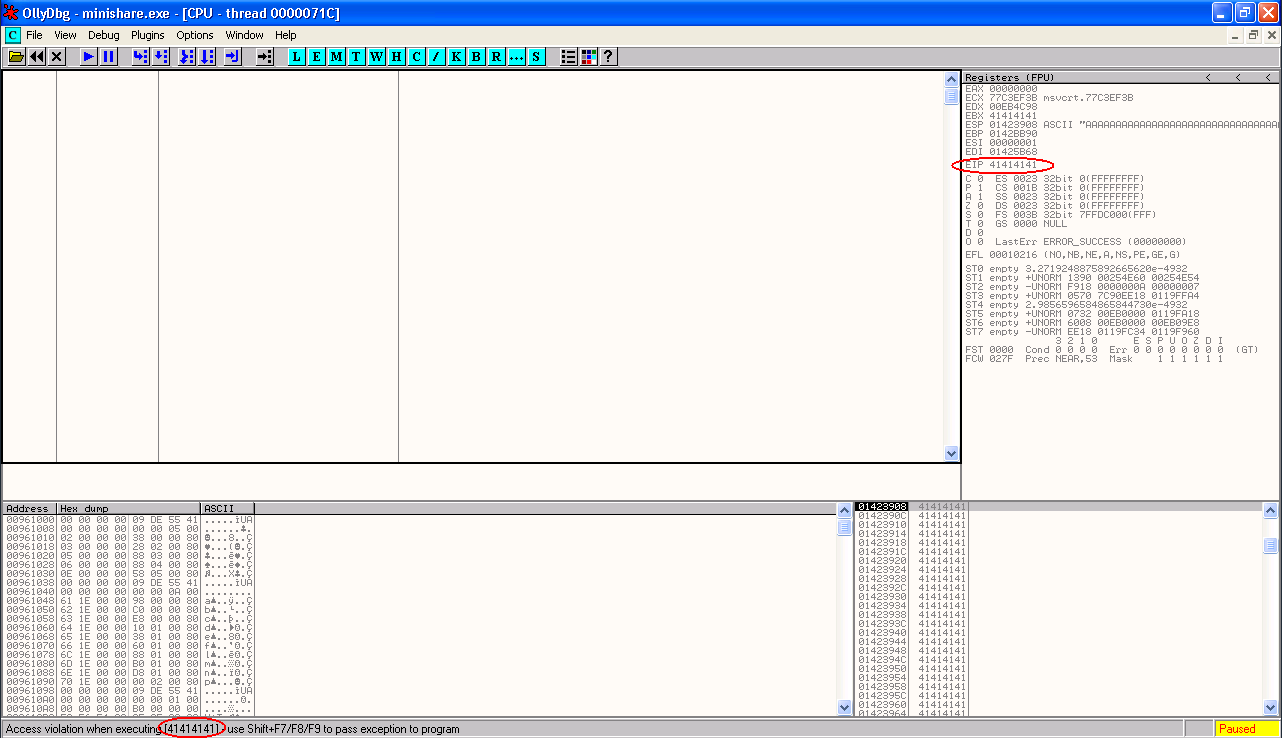 OllyDbg - minishare.exe - [CPU - thread 0000071C]
C File View Debug Plugins Options Window Help
L E M T W H C / K B R ... S ?
Registers (FPU) < < <
EAX 00000000
ECX 77C3EF3B msvcrt.77C3EF3B
EDX 00EB4C98
EBX 41414141
ESP 01423908 ASCII "AAAAAAAAAAAAAAAAAAAAAAAAAAAAAAAA
EBP 0142BB90
ESI 00000001
EDI 01425B68
EIP 41414141
C 0 ES 0023 32bit 0(FFFFFFFF)
P 1 CS 001B 32bit 0(FFFFFFFF)
A 1 SS 0023 32bit 0(FFFFFFFF)
Z 0 DS 0023 32bit 0(FFFFFFFF)
S 0 FS 003B 32bit 7FFDC000(FFF)
T 0 GS 0000 NULL
D 0
O 0 LastErr ERROR_SUCCESS (00000000)
EFL 00010216 (NO,NB,NE,A,NS,PE,GE,G)
ST0 empty 3.2719248875892665620e-4932
ST1 empty +UNORM 1390 00254E60 00254E54
ST2 empty -UNORM F918 0000000A 00000007
ST3 empty +UNORM 0570 7C90EE18 0119FFA4
ST4 empty 2.9856596584865844730e-4932
ST5 empty +UNORM 0732 00EB0000 0119FA18
ST6 empty +UNORM 6008 00EB0000 00EB09E8
ST7 empty -UNORM EE18 0119FC34 0119F960
3 2 1 0 E S P U O Z D I
FST 0000 Cond 0 0 0 0 Err 0 0 0 0 0 0 0 0 (GT)
FCW 027F Prec NEAR,53 Mask 1 1 1 1 1 1
Address Hex dump ASCII
00961000 00 00 00 00 09 DE 55 41
00961008 00 00 00 00 00 00 05 00
00961010 02 00 00 00 38 00 00 80
00961018 03 00 00 00 28 02 00 80
00961020 05 00 00 00 88 03 00 80
00961028 06 00 00 00 88 04 00 80
00961030 0E 00 00 00 58 05 00 80
00961038 00 00 00 00 09 DE 55 41
00961040 00 00 00 00 00 00 0A 00
00961048 61 1E 00 00 98 00 00 80
00961050 62 1E 00 00 C0 00 00 80
00961058 63 1E 00 00 E8 00 00 80
00961060 64 1E 00 00 10 01 00 80
00961068 65 1E 00 00 38 01 00 80
00961070 66 1E 00 00 60 01 00 80
00961078 6C 1E 00 00 88 01 00 80
00961080 6D 1E 00 00 B0 01 00 80
00961088 6E 1E 00 00 D8 01 00 80
00961090 70 1E 00 00 00 02 00 80
00961098 00 00 00 00 09 DE 55 41
009610A0 00 00 00 00 00 00 01 00
009610A8 00 00 00 00 B0 00 00 00
01423908 41414141
0142390C 41414141
01423910 41414141
01423914 41414141
01423918 41414141
0142391C 41414141
01423920 41414141
01423924 41414141
01423928 41414141
0142392C 41414141
01423930 41414141
01423934 41414141
01423938 41414141
0142393C 41414141
01423940 41414141
01423944 41414141
01423948 41414141
0142394C 41414141
01423950 41414141
01423954 41414141
01423958 41414141
0142395C 41414141
01423960 41414141
01423964 41414141
Access violation when executing [41414141] - use Shift+F7/F8/F9 to pass exception to program
Paused